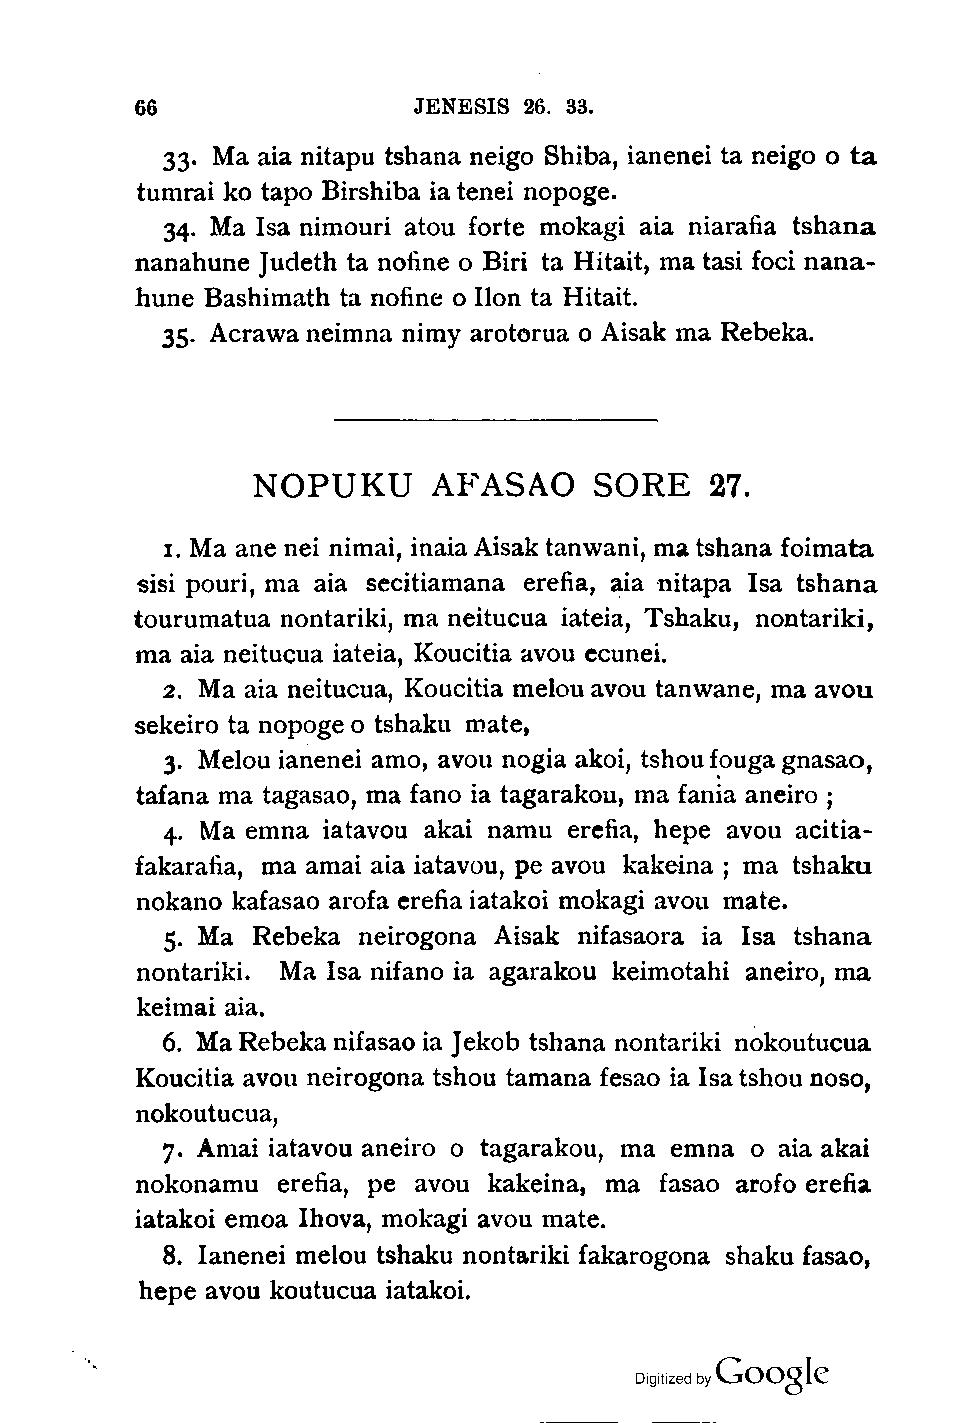 66 JENESIS 26. 33.
33. Ma aia nitapu tshana neigo Shiba, ianenei ta neigo o ta
tumrai ko tapo Birshiba ia tenei nopoge.
34. Ma Isa nimouri atou forte mokagi aia niarafia tshana
nanahune Judeth ta nofine o Biri ta Hitait, ma tasi foci nana-
hune Bashimath ta nofine o Ilon ta Hitait.
35. Acrawa neimna nimy arotorua o Aisak ma Rebeka.
NOPUKU AFASAO SORE 27.
1. Ma ane nei nimai, inaia Aisak tanwani, ma tshana foimata
sisi pouri, ma aia secitiamana erefia, aia nitapa Isa tshana
tourumatua nontariki, ma neitucua iateia, Tshaku, nontariki,
ma aia neitucua iateia, Koucitia avou ecunei.
2. Ma aia neitucua, Koucitia melou avou tanwane, ma avou
sekeiro ta nopoge o tshaku mate,
3. Melou ianenei amo, avou nogia akoi, tshou fouga gnasao,
tafana ma tagasao, ma fano ia tagarakou, ma fania aneiro ;
4. Ma emna iatavou akai namu erefia, hepe avou acitia-
fakarafia, ma amai aia iatavou, pe avou kakeina ; ma tshaku
nokano kafasao arofa erefia iatakoi mokagi avou mate.
5. Ma Rebeka neirogona Aisak nifasaora ia Isa tshana
nontariki. Ma Isa nifano ia agarakou keimotahi aneiro, ma
keimai aia.
6. Ma Rebeka nifasao ia Jekob tshana nontariki nokoutucua
Koucitia avou neirogona tshou tamana fesao ia Isa tshou noso,
nokoutucua,
7. Amai iatavou aneiro o tagarakou, ma emna o aia akai
nokonamu erefia, pe avou kakeina, ma fasao arofo erefia
iatakoi emoa Ihova, mokagi avou mate.
8. Ianenei melou tshaku nontariki fakarogona shaku fasao,
hepe avou koutucua iatakoi.
Digitized by Google